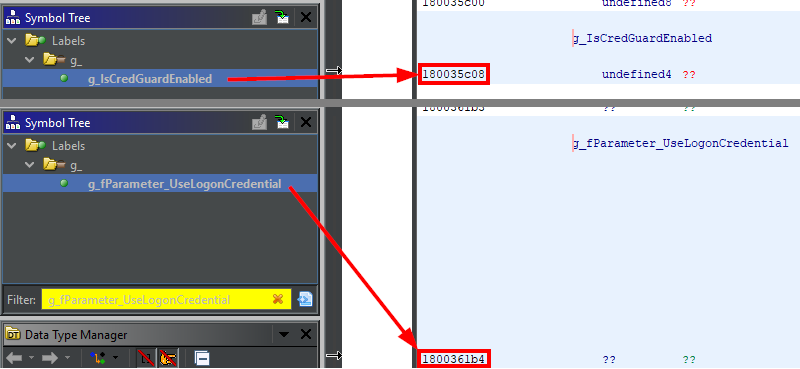 180035c00 undefined8 ??
Symbol Tree
Labels
g_
g_IsCredGuardEnabled
g_IsCredGuardEnabled
180035c08 undefined4 ??
1800361b3 ?? ??
Symbol Tree
Labels
g_
g_fParameter_UseLogonCredential
g_fParameter_UseLogonCredential
Filter: g_fParameter_UseLogonCredential
DT Data Type Manager
1800361b4 ?? ??